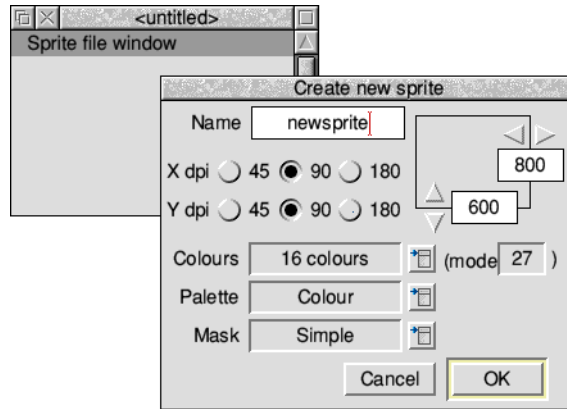 <untitled>
Sprite file window
Create new sprite
Name newsprite
800
X dpi 45 90 180
Y dpi 45 90 180
600
Colours 16 colours (mode 27 )
Palette Colour
Mask Simple
Cancel OK